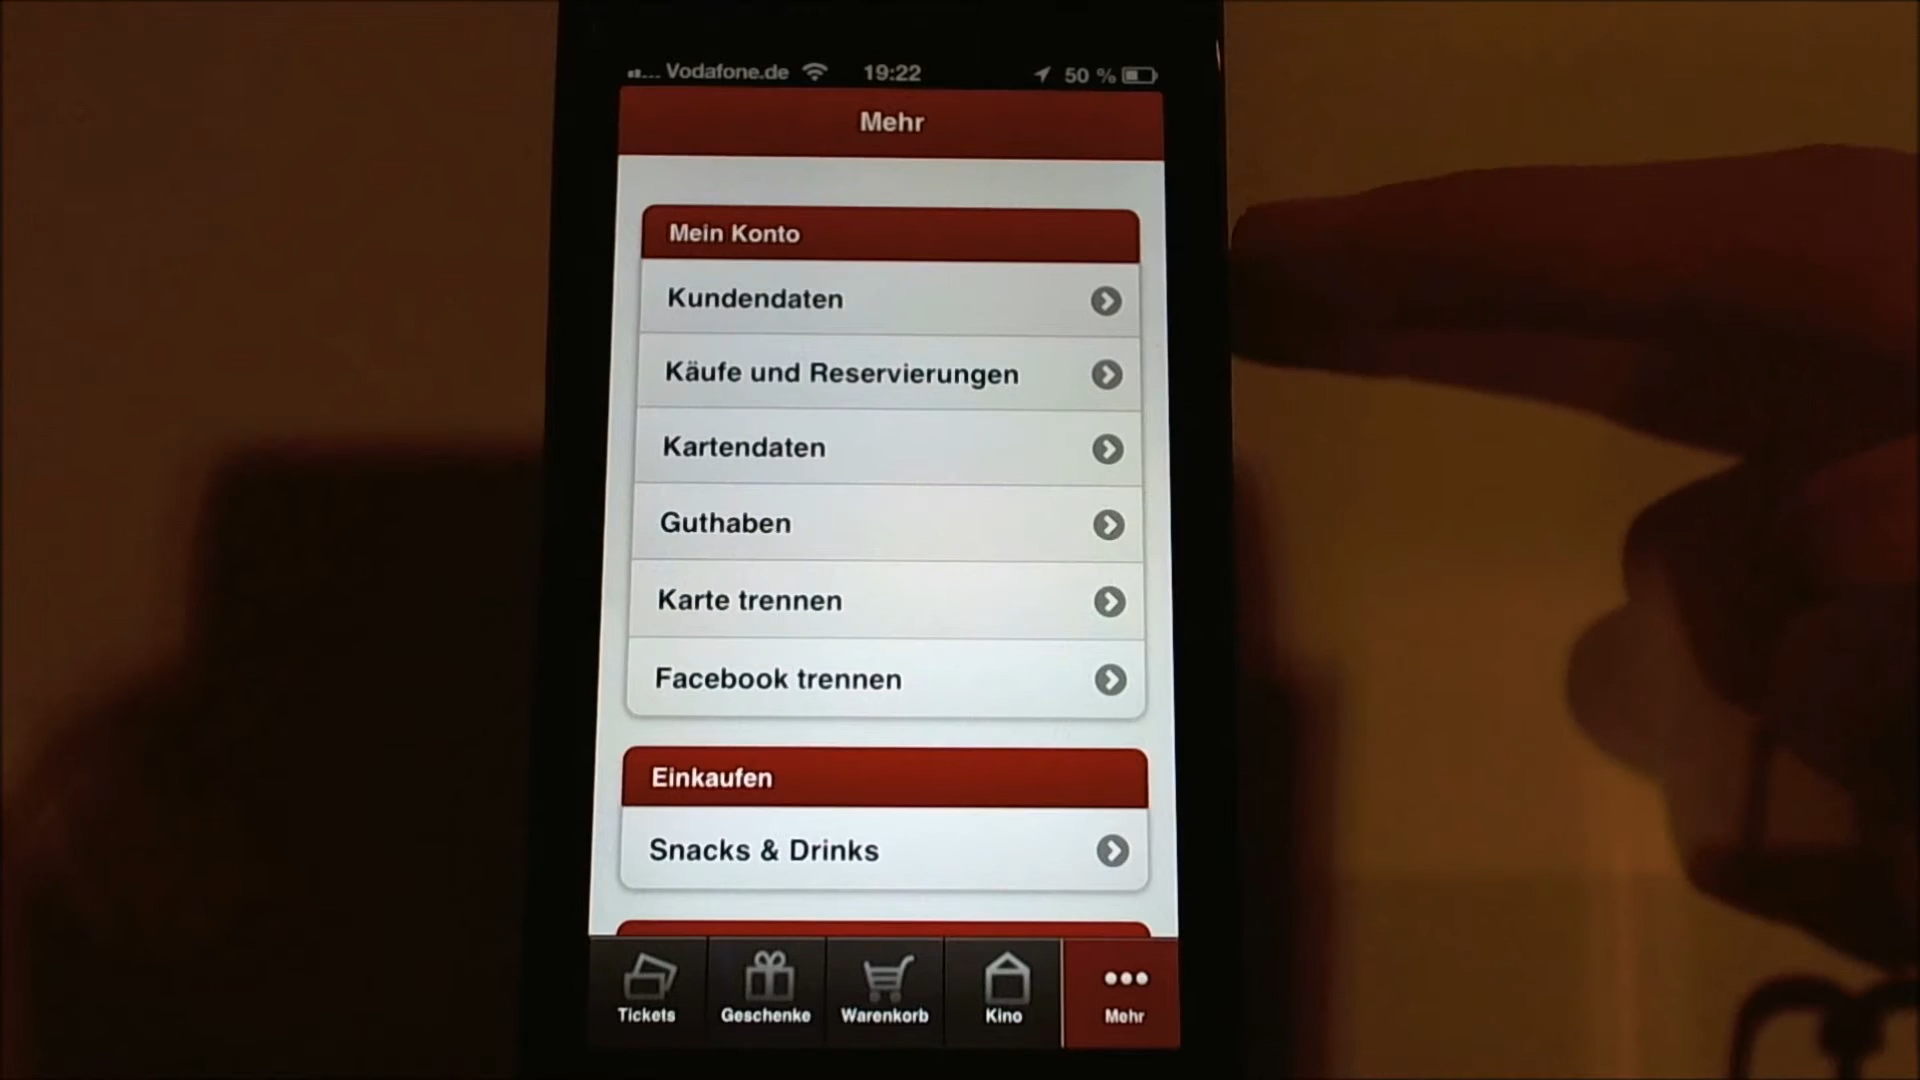 Vodafone.de 19:22 50 %
Mehr
Mein Konto
Kundendaten
Käufe und Reservierungen
Kartendaten
Guthaben
Karte trennen
Facebook trennen
Einkaufen
Snacks & Drinks
Tickets Geschenke Warenkorb Kino Mehr